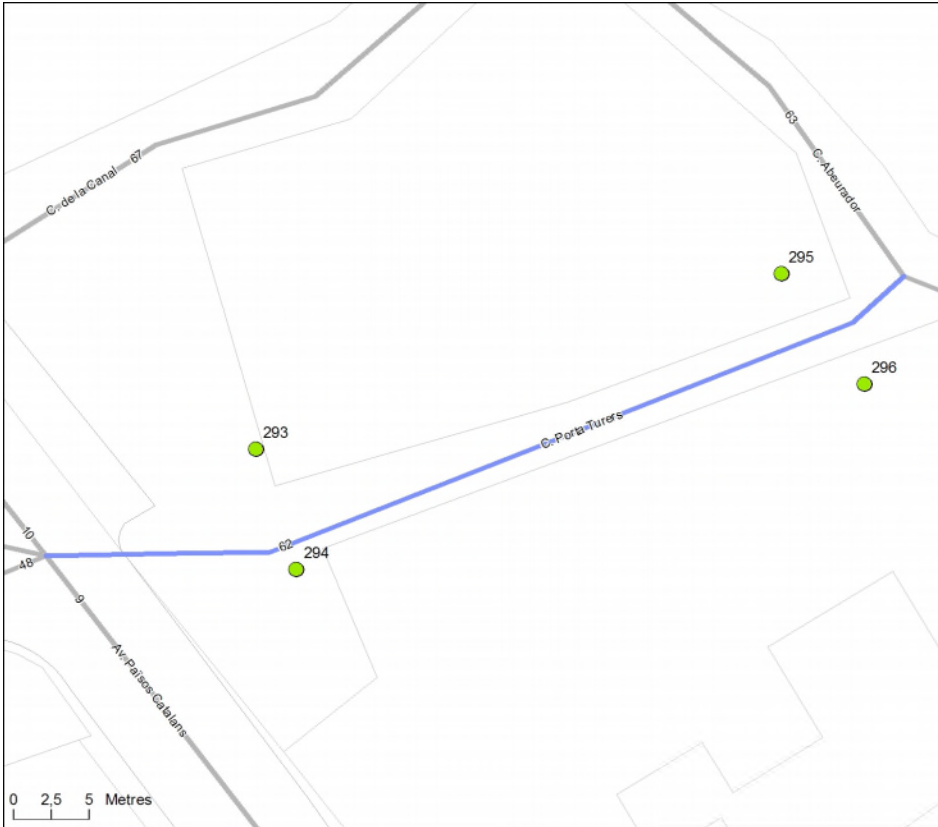 63
C. Abeurador
67
C. de la Canal
295
296
C. Porta Turers
293
62
294
10
48
9
Av. Països Catalans
0 2,5 5 Metres